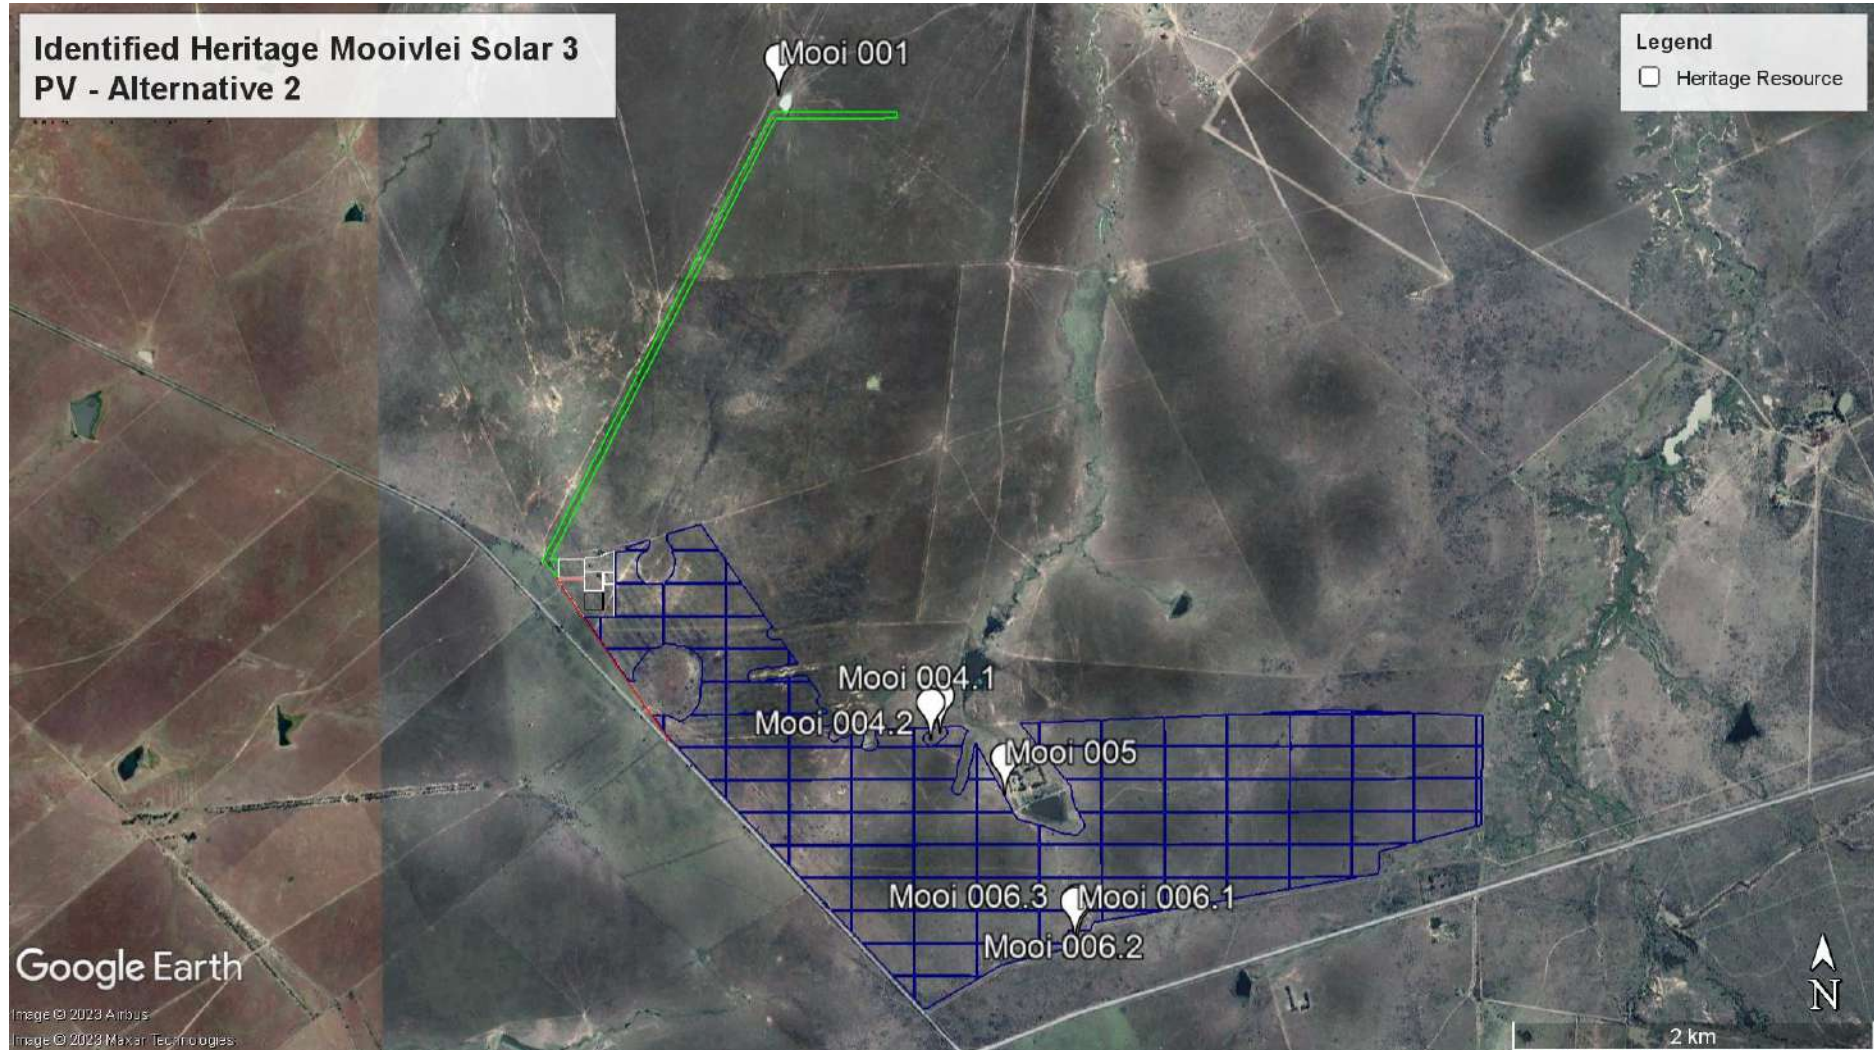 Identified Heritage Mooivlei Solar 3
PV - Alternative 2
Legend
Heritage Resource
Mooi 001
Mooi 004.1
Mooi 004.2
Mooi 005
Mooi 006.3
Mooi 006.1
Mooi 006.2
Google Earth
Image © 2023 Airbus
Image © 2023 Maxar Technologies
N
2 km